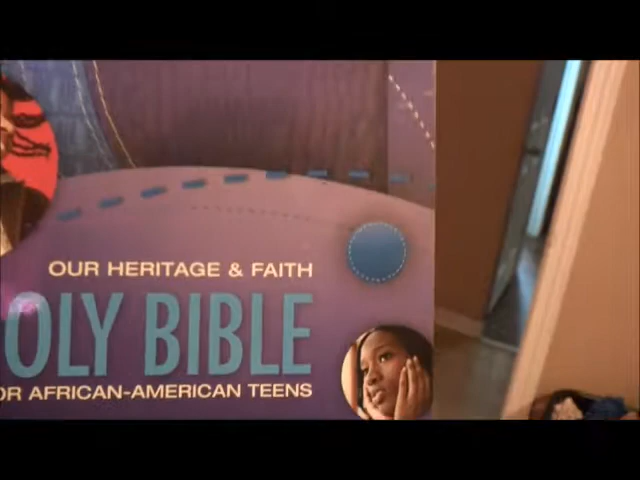 OUR HERITAGE & FAITH
OLY BIBLE
OR AFRICAN-AMERICAN TEENS